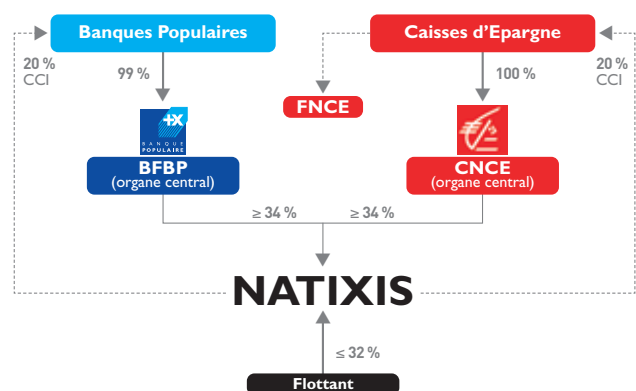 Banques Populaires
Caisses d'Epargne
20 %
CCI
99 %
100 %
20 %
CCI
FNCE
BANQUE
POPULAIRE
BFBP
(organe central)
CNCE
(organe central)
≥ 34 %
≥ 34 %
NATIXIS
≤ 32 %
Flottant